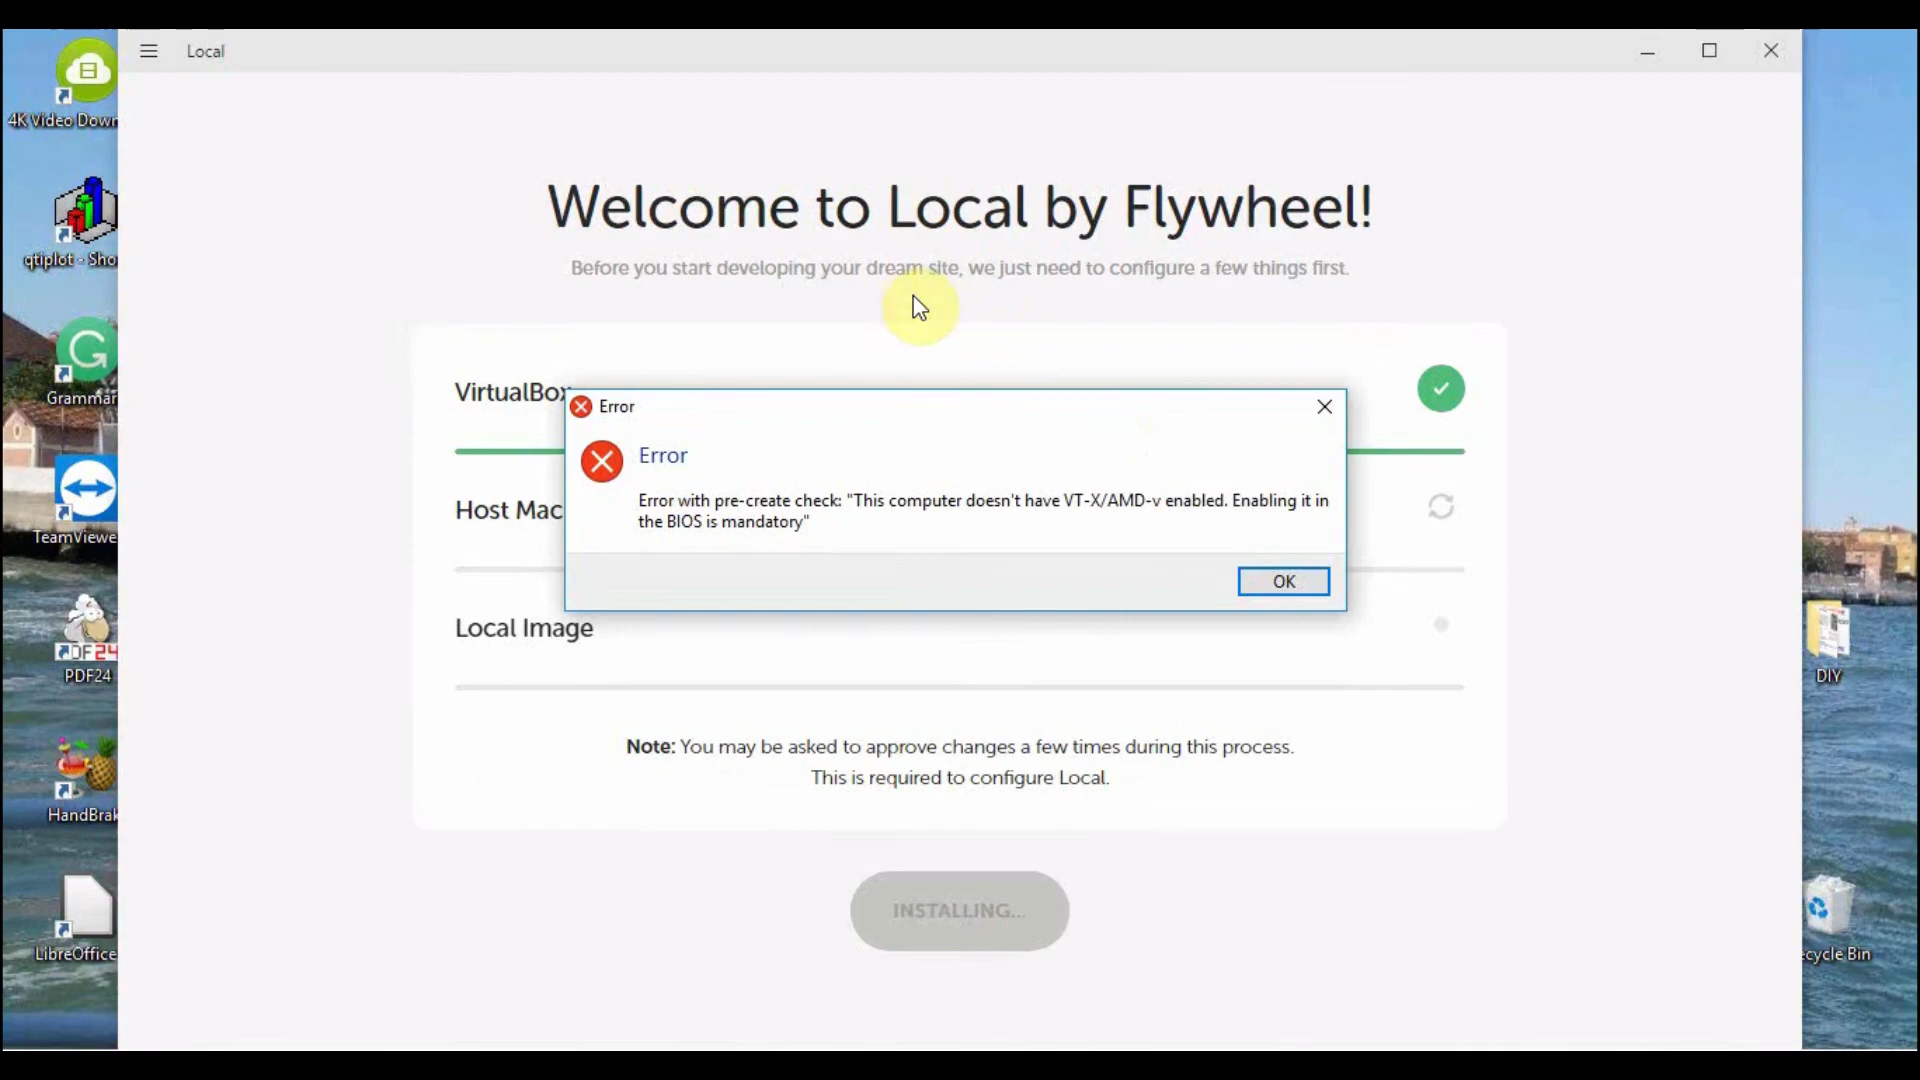 Local
4K Video Down
qtiplot - Sho
Grammar
TeamViewe
DF24
PDF24
HandBrak
LibreOffice
Welcome to Local by Flywheel!
Before you start developing your dream site, we just need to configure a few things first.
VirtualBox
Error
Error
Error with pre-create check: "This computer doesn't have VT-X/AMD-v enabled. Enabling it in
the BIOS is mandatory"
OK
Host Mac
Local Image
Note: You may be asked to approve changes a few times during this process.
This is required to configure Local.
INSTALLING...
DIY
ecycle Bin